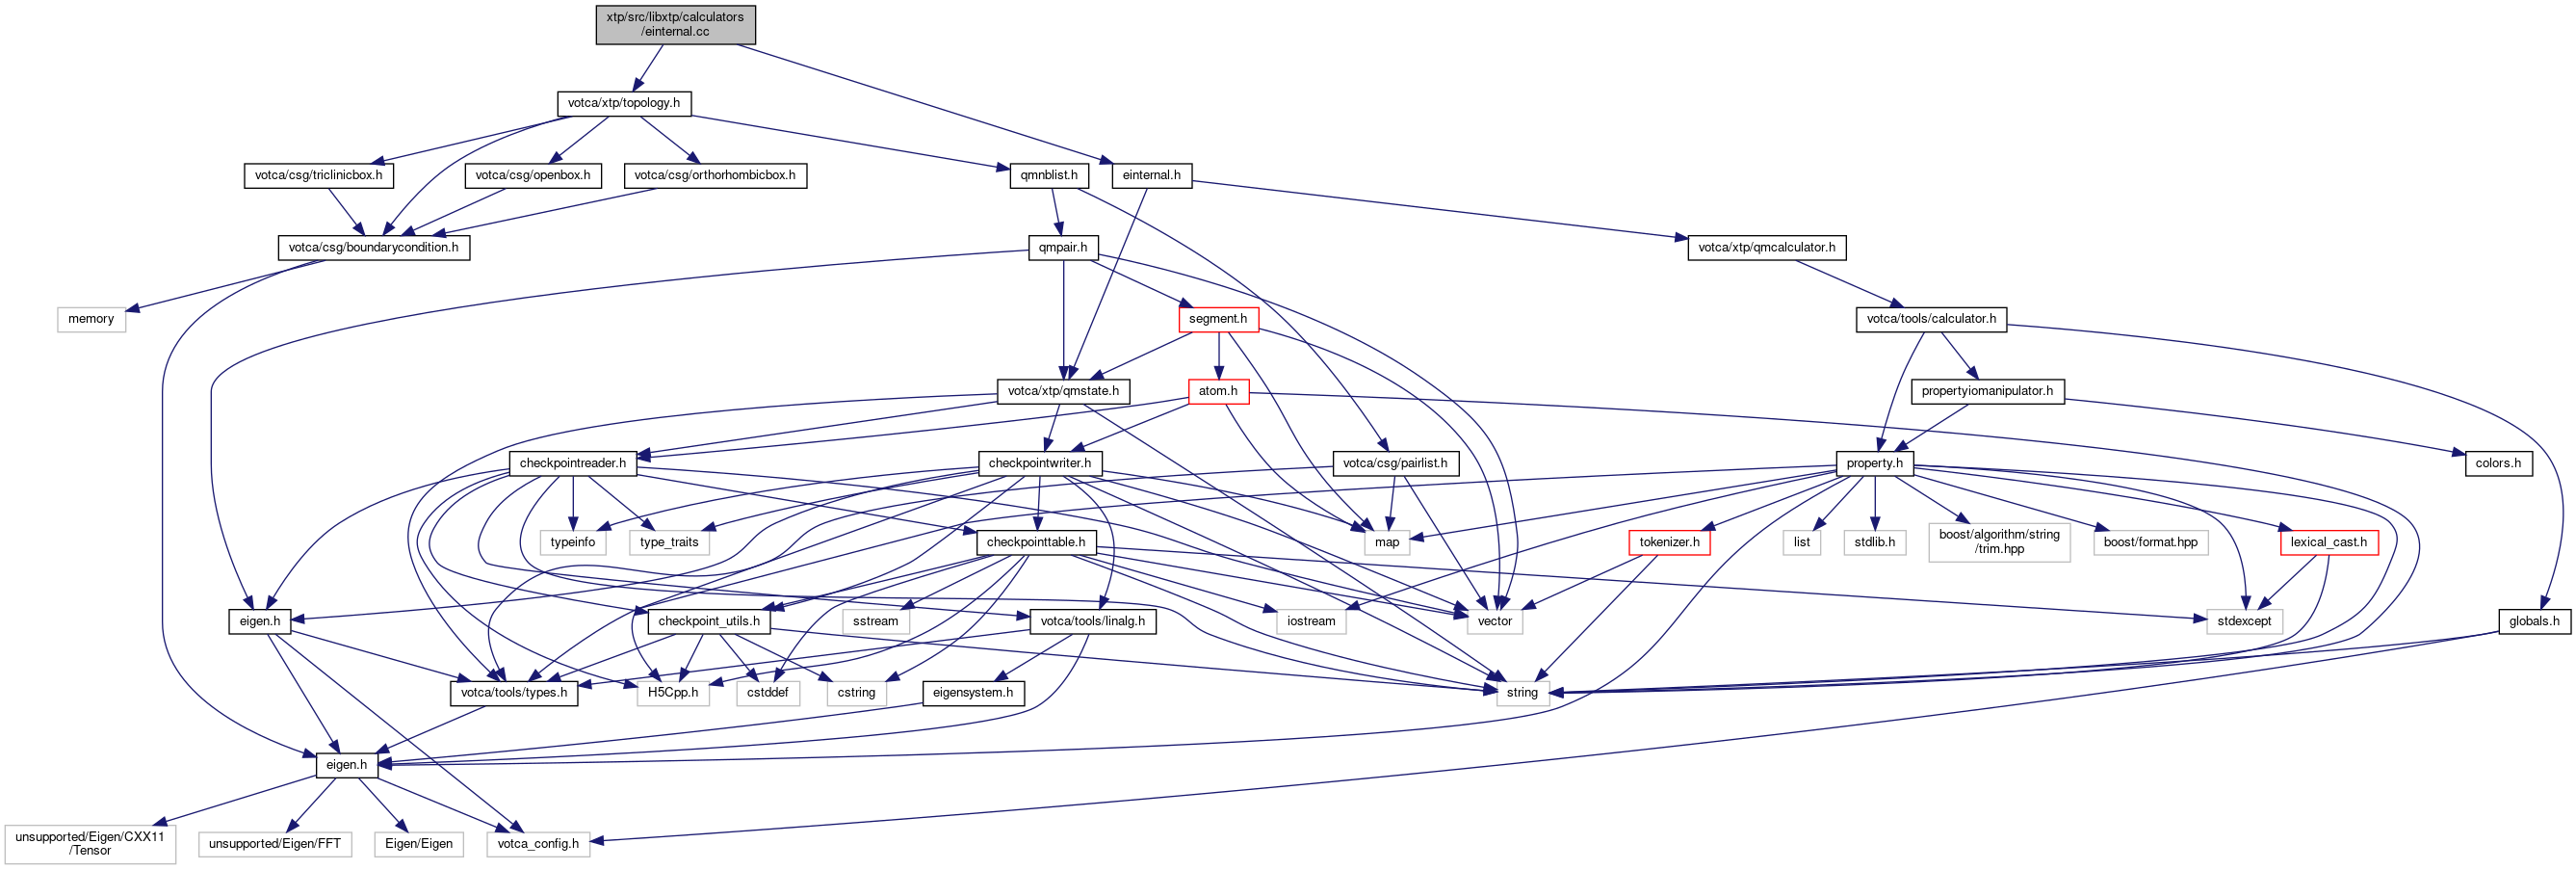 xtp/src/libxtp/calculators
/einternal.cc
votca/xtp/topology.h
votca/csg/triclinicbox.h
votca/csg/openbox.h
votca/csg/orthorhombicbox.h
qmnblist.h
einternal.h
votca/csg/boundarycondition.h
qmpair.h
votca/xtp/qmcalculator.h
memory
segment.h
votca/tools/calculator.h
votca/xtp/qmstate.h
atom.h
propertyiomanipulator.h
checkpointreader.h
checkpointwriter.h
votca/csg/pairlist.h
property.h
colors.h
typeinfo
type_traits
checkpointtable.h
map
tokenizer.h
list
stdlib.h
boost/algorithm/string
/trim.hpp
boost/format.hpp
lexical_cast.h
eigen.h
checkpoint_utils.h
sstream
votca/tools/linalg.h
iostream
vector
stdexcept
globals.h
votca/tools/types.h
H5Cpp.h
cstddef
cstring
eigensystem.h
string
eigen.h
unsupported/Eigen/CXX11
/Tensor
unsupported/Eigen/FFT
Eigen/Eigen
votca_config.h